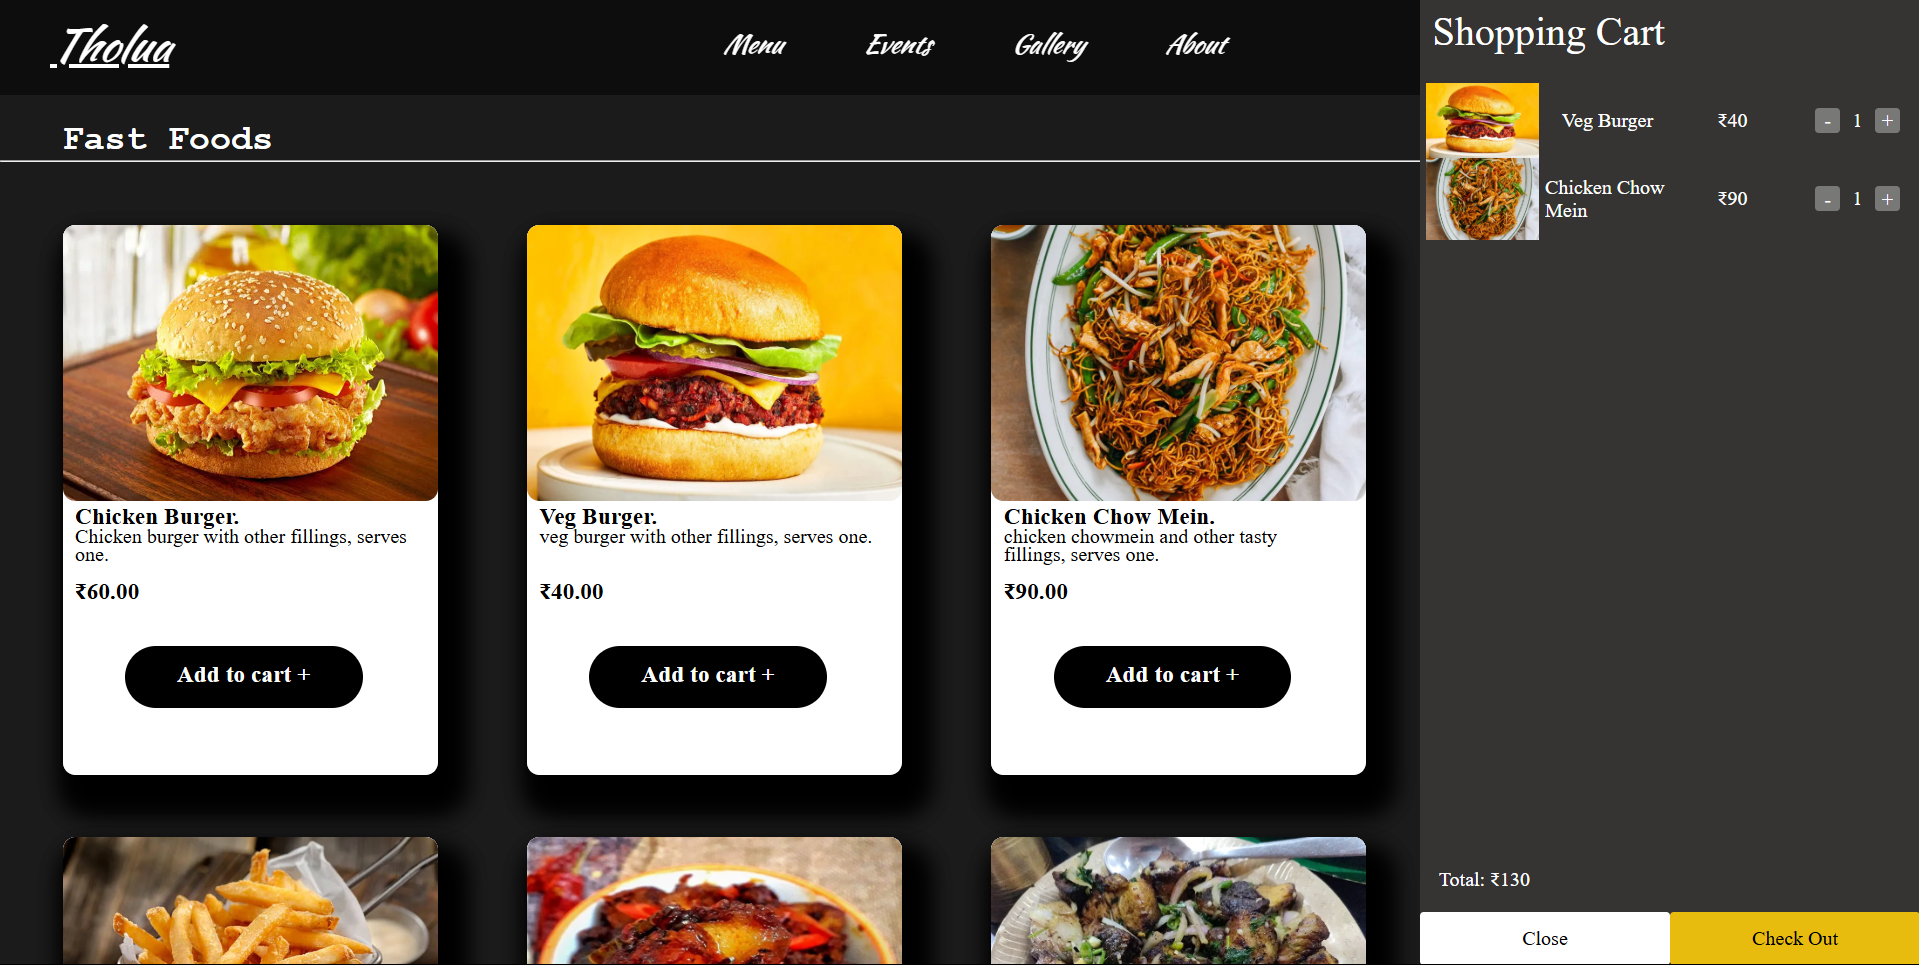 Tholua
Menu
Events
Gallery
About
Fast Foods
Chicken Burger.
Chicken burger with other fillings, serves
one.
₹60.00
Add to cart +
Veg Burger.
veg burger with other fillings, serves one.
₹40.00
Add to cart +
Chicken Chow Mein.
chicken chowmein and other tasty
fillings, serves one.
₹90.00
Add to cart +
Shopping Cart
Veg Burger ₹40 - 1 +
Chicken Chow
Mein
₹90 - 1 +
Total: ₹130
Close
Check Out